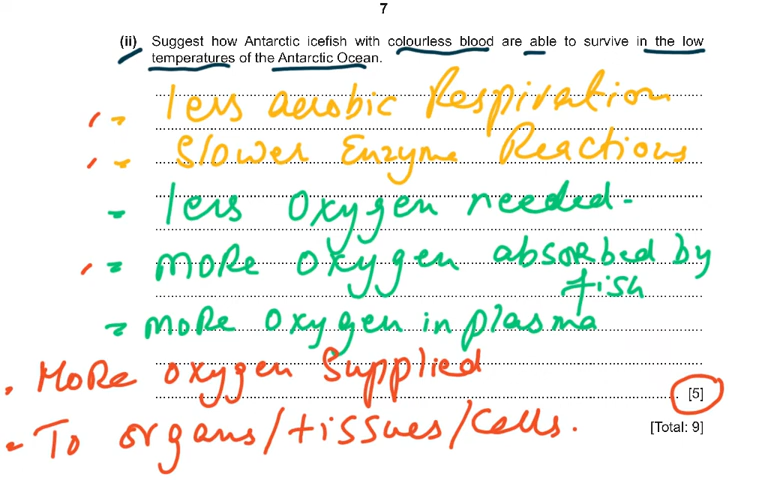 7
(ii) Suggest how Antarctic icefish with colourless blood are able to survive in the low
temperatures of the Antarctic Ocean.
- less aerobic Respiration
- Slower Enzyme Reactions
- less oxygen needed-
- more oxygen absorbed by
fish
- more oxygen in plasma
- More oxygen Supplied
[5]
- To organs/tissues/cells.
[Total: 9]